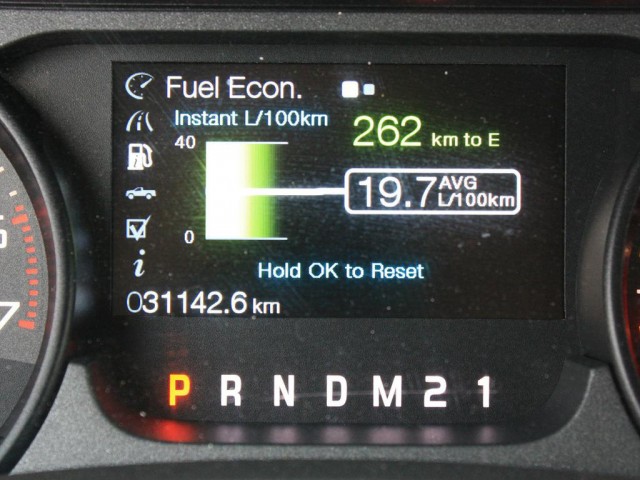 Fuel Econ.
Instant L/100km
262 km to E
40
19.7 AVG L/100km
0
Hold OK to Reset
i
031142.6 km
P R N D M 2 1
7